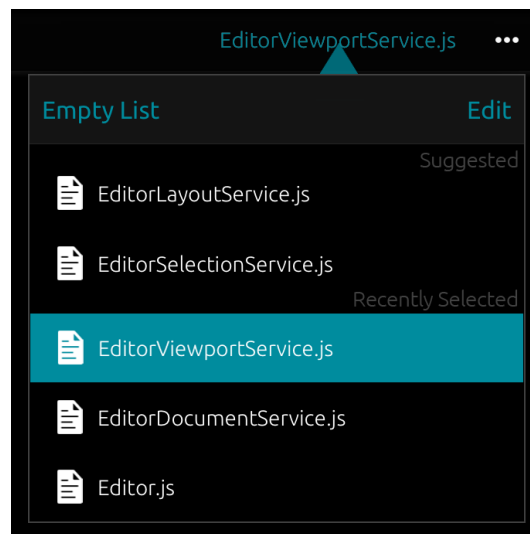 EditorViewportService.js •••
Empty List Edit
Suggested
EditorLayoutService.js
EditorSelectionService.js
Recently Selected
EditorViewportService.js
EditorDocumentService.js
Editor.js